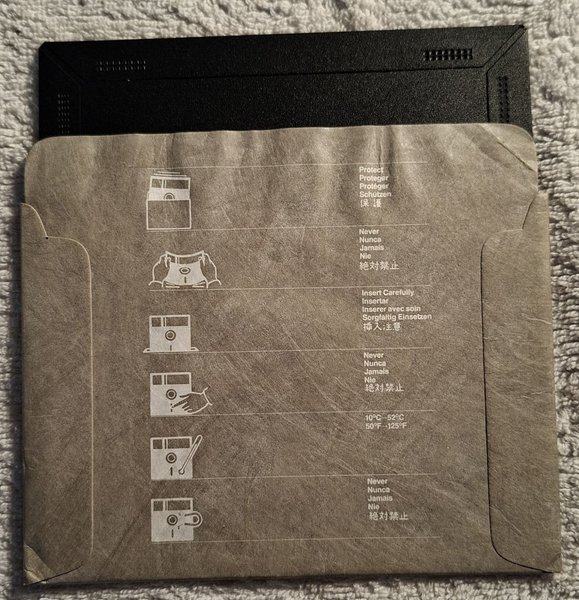 Protect
Proteger
Protéger
Schützen
保護
Never
Nunca
Jamais
Nie
絶対禁止
Insert Carefully
Insertar
Inserer avec soin
Sorgfältig Einsetzen
挿入注意
Never
Nunca
Jamais
Nie
絶対禁止
10°C–52°C
50°F–125°F
Never
Nunca
Jamais
Nie
絶対禁止